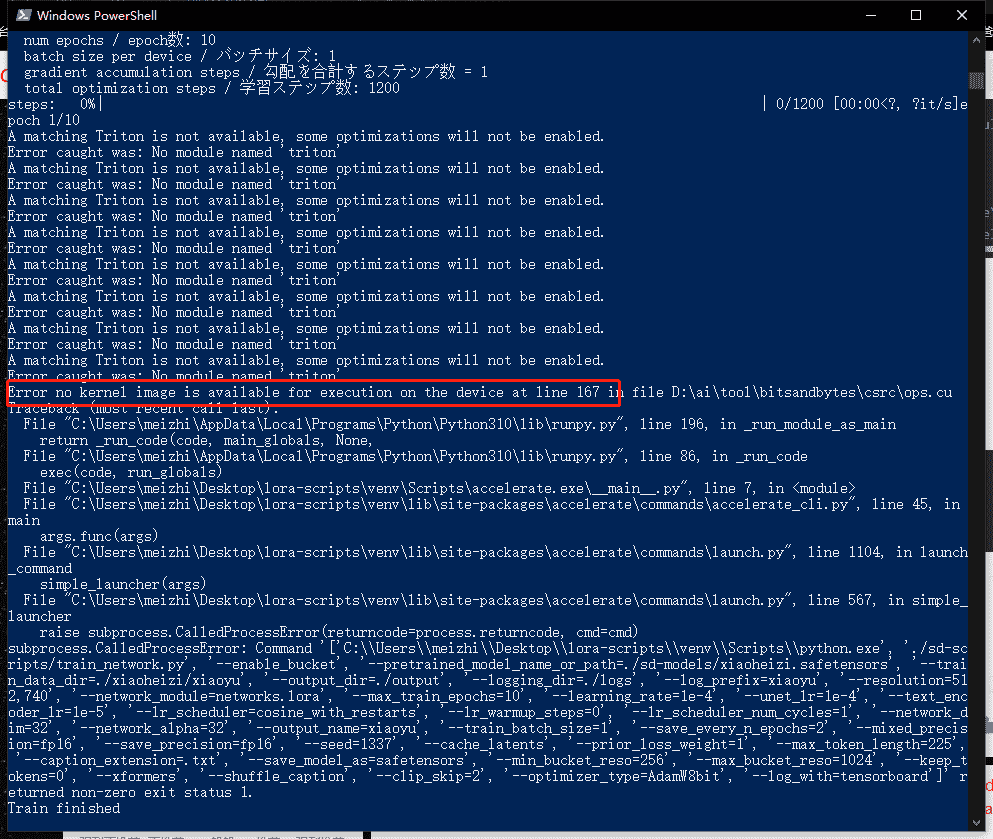 Windows PowerShell
num epochs / epoch数: 10
batch size per device / バッチサイズ: 1
gradient accumulation steps / 勾配を合計するステップ数 = 1
total optimization steps / 学習ステップ数: 1200
steps:   0%|                | 0/1200 [00:00<?, ?it/s]e
poch 1/10
A matching Triton is not available, some optimizations will not be enabled.
Error caught was: No module named 'triton'
A matching Triton is not available, some optimizations will not be enabled.
Error caught was: No module named 'triton'
A matching Triton is not available, some optimizations will not be enabled.
Error caught was: No module named 'triton'
A matching Triton is not available, some optimizations will not be enabled.
Error caught was: No module named 'triton'
A matching Triton is not available, some optimizations will not be enabled.
Error caught was: No module named 'triton'
A matching Triton is not available, some optimizations will not be enabled.
Error caught was: No module named 'triton'
A matching Triton is not available, some optimizations will not be enabled.
Error caught was: No module named 'triton'
A matching Triton is not available, some optimizations will not be enabled.
Error caught was: No module named 'triton'
Error no kernel image is available for execution on the device at line 167 in file D:\ai\tool\bitsandbytes\csrc\ops.cu
Traceback (most recent call last):
File "C:\Users\meizhi\AppData\Local\Programs\Python\Python310\lib\runpy.py", line 196, in _run_module_as_main
return _run_code(code, main_globals, None,
File "C:\Users\meizhi\AppData\Local\Programs\Python\Python310\lib\runpy.py", line 86, in _run_code
exec(code, run_globals)
File "C:\Users\meizhi\Desktop\lora-scripts\venv\Scripts\accelerate.exe\__main__.py", line 7, in <module>
File "C:\Users\meizhi\Desktop\lora-scripts\venv\lib\site-packages\accelerate\commands\accelerate_cli.py", line 45, in
main
args.func(args)
File "C:\Users\meizhi\Desktop\lora-scripts\venv\lib\site-packages\accelerate\commands\launch.py", line 1104, in launch
_command
simple_launcher(args)
File "C:\Users\meizhi\Desktop\lora-scripts\venv\lib\site-packages\accelerate\commands\launch.py", line 567, in simple_
launcher
raise subprocess.CalledProcessError(returncode=process.returncode, cmd=cmd)
subprocess.CalledProcessError: Command '['C:\\Users\\meizhi\\Desktop\\lora-scripts\\venv\\Scripts\\python.exe', './sd-sc
ripts/train_network.py', '--enable_bucket', '--pretrained_model_name_or_path=./sd-models/xiaoheizi.safetensors', '--trai
n_data_dir=./xiaoheizi/xiaoyu', '--output_dir=./output', '--logging_dir=./logs', '--log_prefix=xiaoyu', '--resolution=51
2,740', '--network_module=networks.lora', '--max_train_epochs=10', '--learning_rate=1e-4', '--unet_lr=1e-4', '--text_enc
oder_lr=1e-5', '--lr_scheduler=cosine_with_restarts', '--lr_warmup_steps=0', '--lr_scheduler_num_cycles=1', '--network_d
im=32', '--network_alpha=32', '--output_name=xiaoyu', '--train_batch_size=1', '--save_every_n_epochs=2', '--mixed_precis
ion=fp16', '--save_precision=fp16', '--seed=1337', '--cache_latents', '--prior_loss_weight=1', '--max_token_length=225',
'--caption_extension=.txt', '--save_model_as=safetensors', '--min_bucket_reso=256', '--max_bucket_reso=1024', '--keep_t
okens=0', '--xformers', '--shuffle_caption', '--clip_skip=2', '--optimizer_type=AdamW8bit', '--log_with=tensorboard']' r
eturned non-zero exit status 1.
Train finished